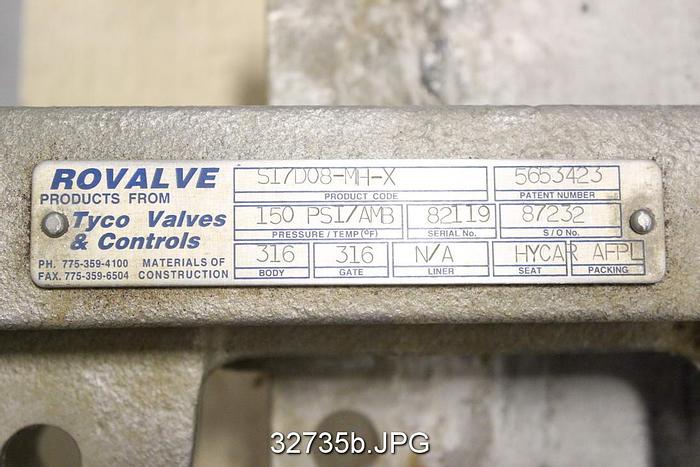 ROVALVE
PRODUCTS FROM
Tyco Valves
& Controls
PH. 775-359-4100 MATERIALS OF
FAX. 775-359-6504 CONSTRUCTION
S17D08-MH-X 5653423
PRODUCT CODE PATENT NUMBER
150 PSI/AMB 82119 87232
PRESSURE / TEMP (ºF) SERIAL No. S / O No.
316 316 N/A HYCAR AFPL
BODY GATE LINER SEAT PACKING
32735b.JPG